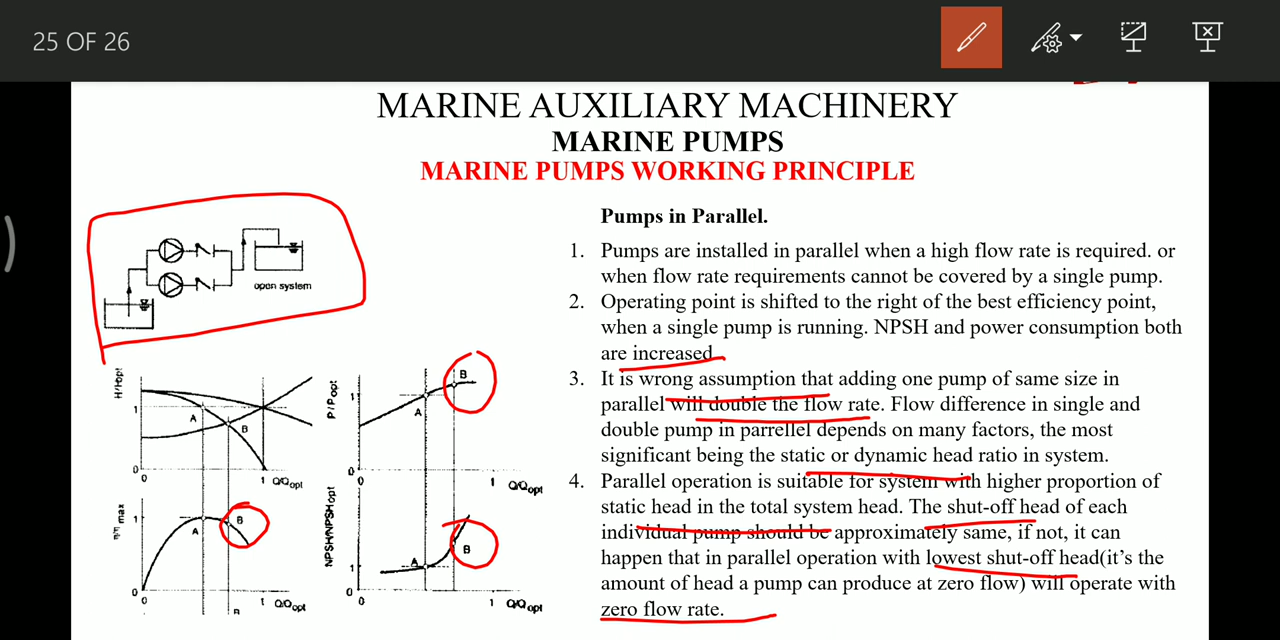 25 OF 26
MARINE AUXILIARY MACHINERY
MARINE PUMPS
MARINE PUMPS WORKING PRINCIPLE
open system
H/Hopt
1
A
B
0
0
1 Q/Qopt
P/Popt
1
A
B
0
0
1 Q/Qopt
η/η max
1
A
B
0
0
1 Q/Qopt
B
NPSH/NPSHopt
1
A
B
0
0
1 Q/Qopt
Pumps in Parallel.
1. Pumps are installed in parallel when a high flow rate is required. or
when flow rate requirements cannot be covered by a single pump.
2. Operating point is shifted to the right of the best efficiency point,
when a single pump is running. NPSH and power consumption both
are increased
3. It is wrong assumption that adding one pump of same size in
parallel will double the flow rate. Flow difference in single and
double pump in parrellel depends on many factors, the most
significant being the static or dynamic head ratio in system.
4. Parallel operation is suitable for system with higher proportion of
static head in the total system head. The shut-off head of each
individual pump should be approximately same, if not, it can
happen that in parallel operation with lowest shut-off head(it's the
amount of head a pump can produce at zero flow) will operate with
zero flow rate.